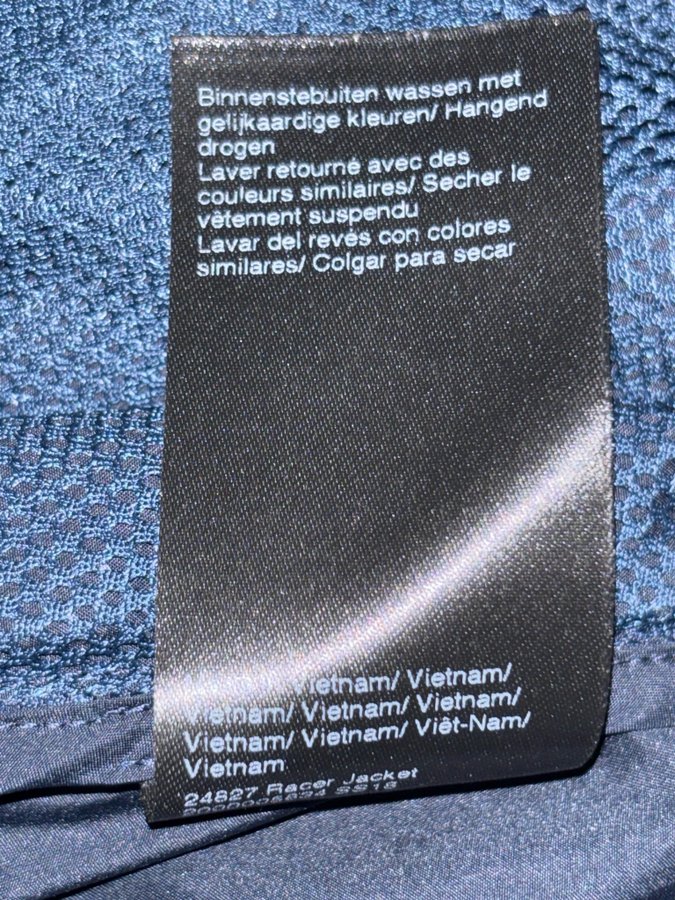 Binnenstebuiten wassen met
gelijkaardige kleuren/ Hangend
drogen
Laver retourné avec des
couleurs similaires/ Secher le
vêtement suspendu
Lavar del revés con colores
similares/ Colgar para secar
Vietnam/ Vietnam/
Vietnam/ Vietnam/ Vietnam/
Vietnam/ Vietnam/ Viêt-Nam/
Vietnam
24827 Racer Jacket
SS18